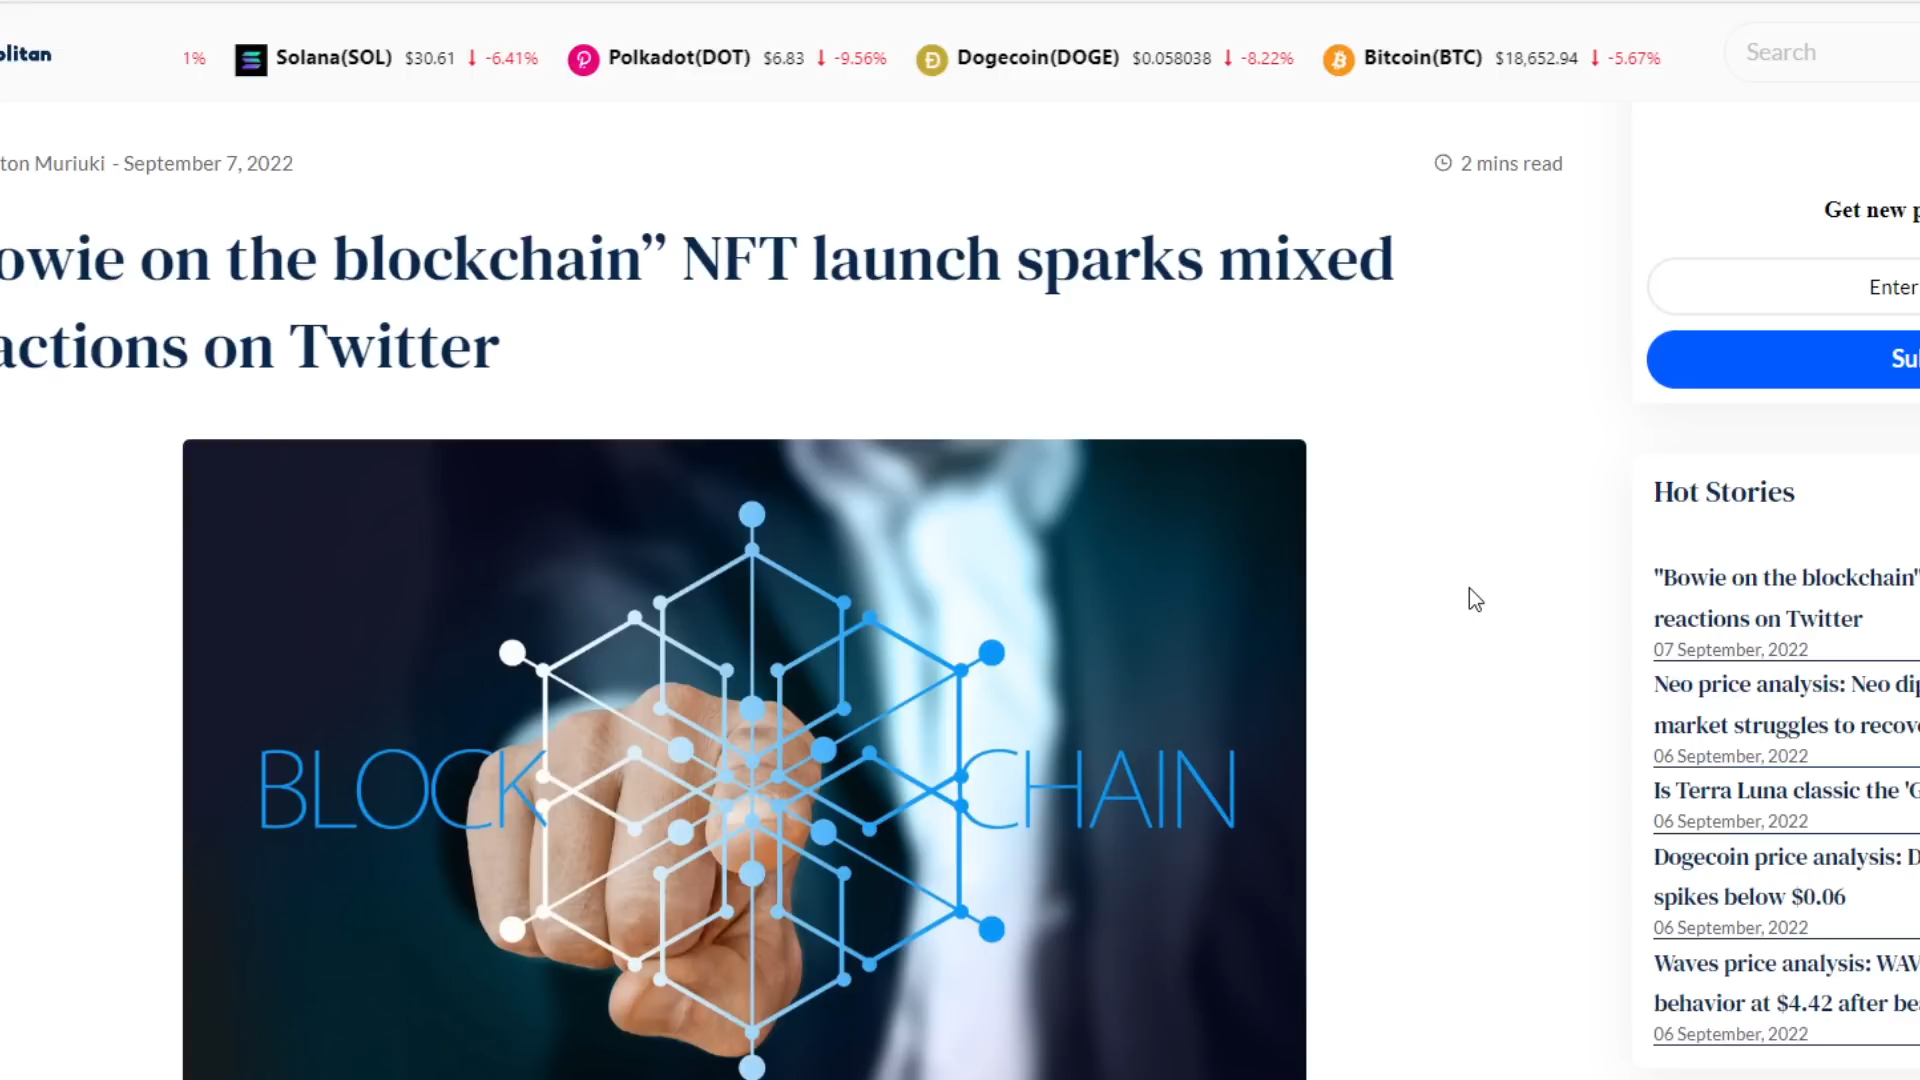 olitan
1% Solana(SOL) $30.61 ↓ -6.41% Polkadot(DOT) $6.83 ↓ -9.56% Dogecoin(DOGE) $0.058038 ↓ -8.22% Bitcoin(BTC) $18,652.94 ↓ -5.67%
Search
ton Muriuki - September 7, 2022
2 mins read
owie on the blockchain” NFT launch sparks mixed
actions on Twitter
BLOCK CHAIN
Get new p
Enter
Su
Hot Stories
"Bowie on the blockchain"
reactions on Twitter
07 September, 2022
Neo price analysis: Neo dip
market struggles to recove
06 September, 2022
Is Terra Luna classic the 'G
06 September, 2022
Dogecoin price analysis: D
spikes below $0.06
06 September, 2022
Waves price analysis: WAV
behavior at $4.42 after bea
06 September, 2022